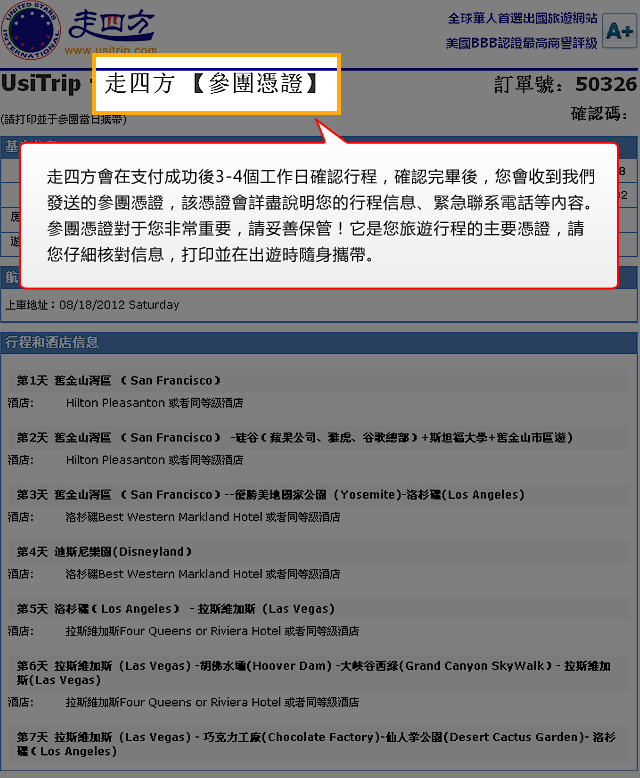 UNITED STARS
INTERNATIONAL
走四方
www.usitrip.com
全球華人首選出國旅遊網站
美國BBB認證最高商譽評級
A+
UsiTrip
走四方 【參團憑證】
訂單號：50326
(請打印並于參團當日攜帶)
確認碼：
走四方會在支付成功後3-4個工作日確認行程，確認完畢後，您會收到我們
發送的參團憑證，該憑證會詳盡說明您的行程信息、緊急聯系電話等內容。
參團憑證對于您非常重要，請妥善保管！它是您旅遊行程的主要憑證，請
您仔細核對信息，打印並在出遊時隨身攜帶。
上車地址：08/18/2012 Saturday
行程和酒店信息
第1天 舊金山灣區 （San Francisco）
酒店: Hilton Pleasanton 或者同等級酒店
第2天 舊金山灣區 （San Francisco） -硅谷（蘋果公司、雅虎、谷歌總部）+斯坦福大學+舊金山市區遊)
酒店: Hilton Pleasanton 或者同等級酒店
第3天 舊金山灣區 （San Francisco）--優勝美地國家公園 (Yosemite)-洛杉磯(Los Angeles)
酒店: 洛杉磯Best Western Markland Hotel 或者同等級酒店
第4天 迪斯尼樂園(Disneyland)
酒店: 洛杉磯Best Western Markland Hotel 或者同等級酒店
第5天 洛杉磯（Los Angeles） - 拉斯維加斯 (Las Vegas)
酒店: 拉斯維加斯Four Queens or Riviera Hotel 或者同等級酒店
第6天 拉斯維加斯 (Las Vegas) -胡佛水壩(Hoover Dam) -大峽谷西緣(Grand Canyon SkyWalk) - 拉斯維加
斯(Las Vegas)
酒店: 拉斯維加斯Four Queens or Riviera Hotel 或者同等級酒店
第7天 拉斯維加斯 (Las Vegas) - 巧克力工廠(Chocolate Factory)-仙人掌公園(Desert Cactus Garden)- 洛杉
磯（Los Angeles)